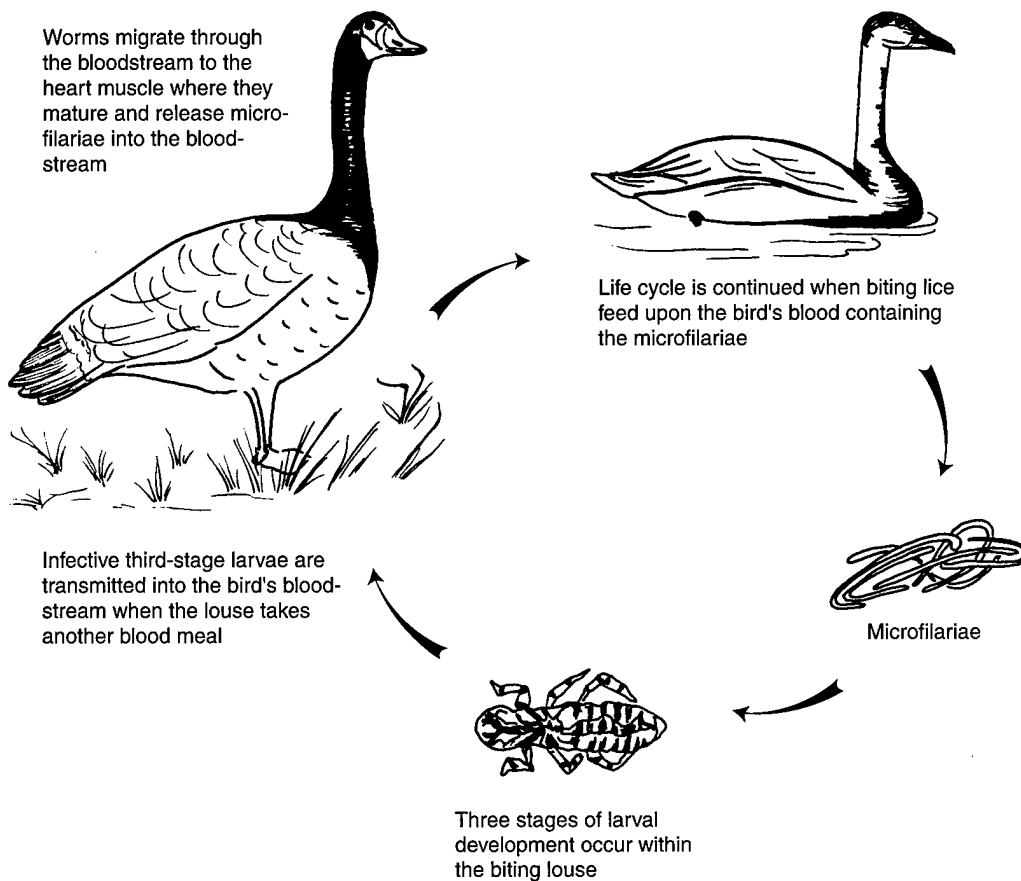 Worms migrate through
the bloodstream to the
heart muscle where they
mature and release micro-
filariae into the blood-
stream
Life cycle is continued when biting lice
feed upon the bird's blood containing
the microfilariae
Microfilariae
Three stages of larval
development occur within
the biting louse
Infective third-stage larvae are
transmitted into the bird's blood-
stream when the louse takes
another blood meal